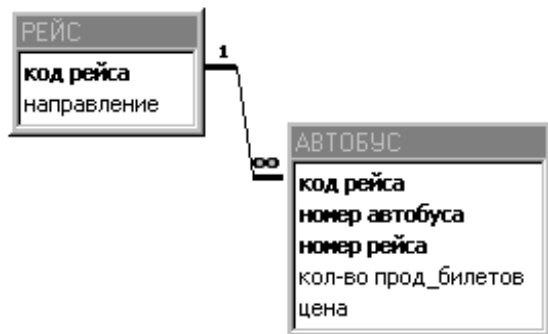 РЕЙС
код рейса
направление
1
∞
АВТОБУС
код рейса
номер автобуса
номер рейса
кол-во прод_билетов
цена